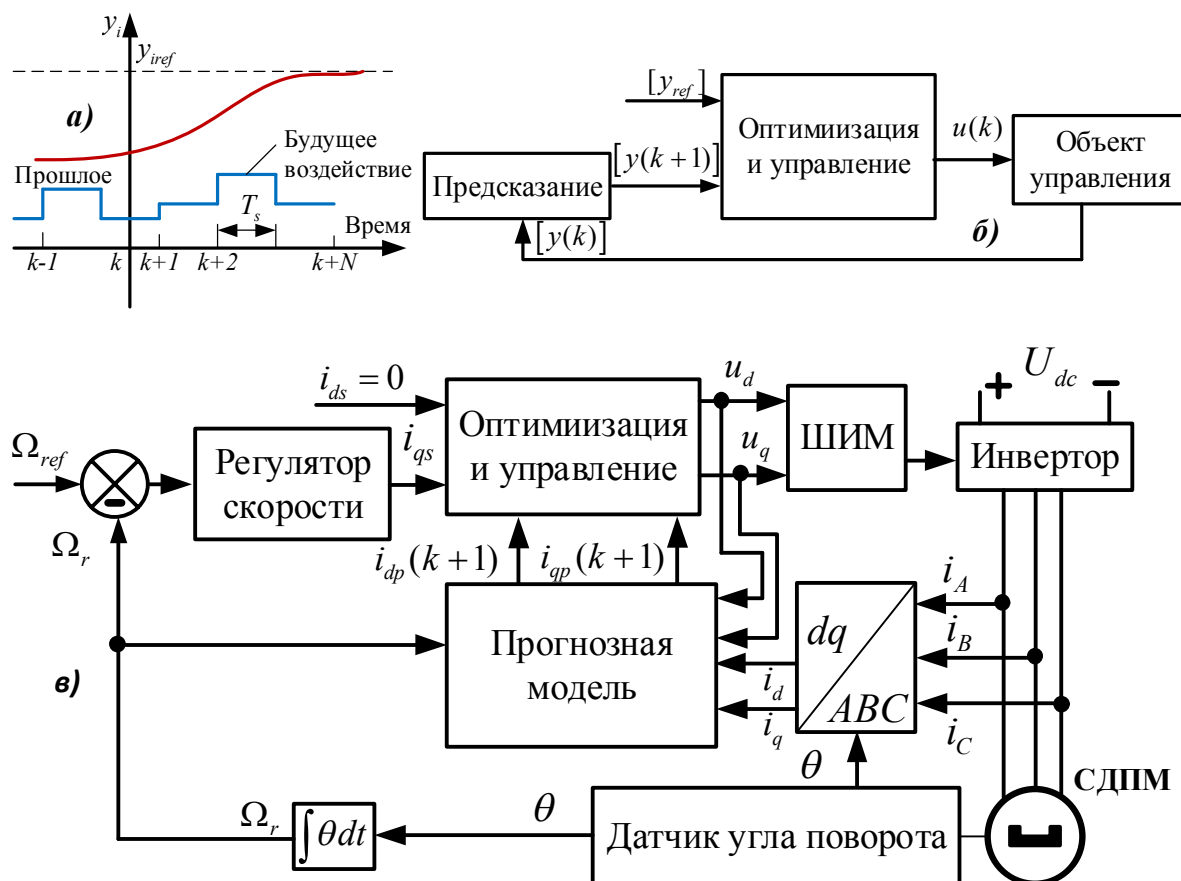 y_i
y_iref
а)
Будущее
воздействие
Прошлое
T_s
Время
k-1
k
k+1
k+2
k+N
[y_ref]
Оптимиизация
и управление
u(k)
Объект
управления
[y(k+1)]
Предсказание
[y(k)]
б)
i_ds = 0
Оптимиизация
и управление
u_d
u_q
ШИМ
+ U_dc −
Инвертор
Ω_ref
-
Регулятор
скорости
i_qs
Ω_r
i_dp(k+1)
i_qp(k+1)
Прогнозная
модель
в)
dq
ABC
i_A
i_B
i_C
i_d
i_q
θ
СДПМ
Ω_r
∫θdt
θ
Датчик угла поворота